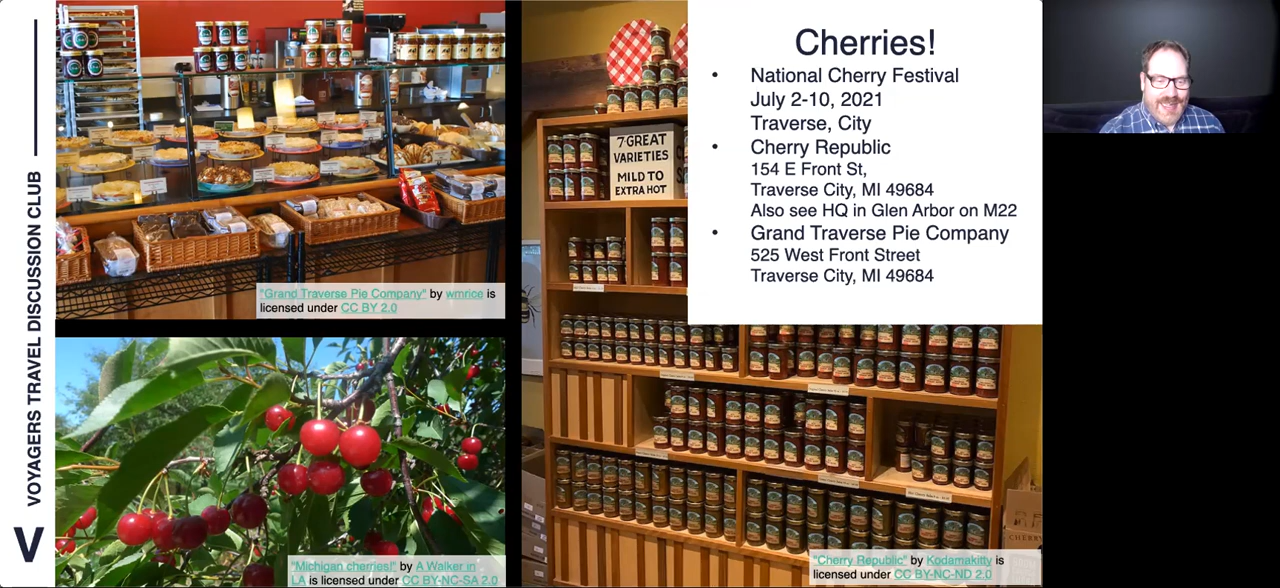 VOYAGERS TRAVEL DISCUSSION CLUB
V
"Grand Traverse Pie Company" by wmrice is
licensed under CC BY 2.0
"Michigan cherries!" by A Walker in
LA is licensed under CC BY-NC-SA 2.0
7 GREAT
VARIETIES
MILD TO
EXTRA HOT
Cherries!
• National Cherry Festival
July 2-10, 2021
Traverse, City
• Cherry Republic
154 E Front St,
Traverse City, MI 49684
Also see HQ in Glen Arbor on M22
• Grand Traverse Pie Company
525 West Front Street
Traverse City, MI 49684
"Cherry Republic" by Kodamakitty is
licensed under CC BY-NC-ND 2.0